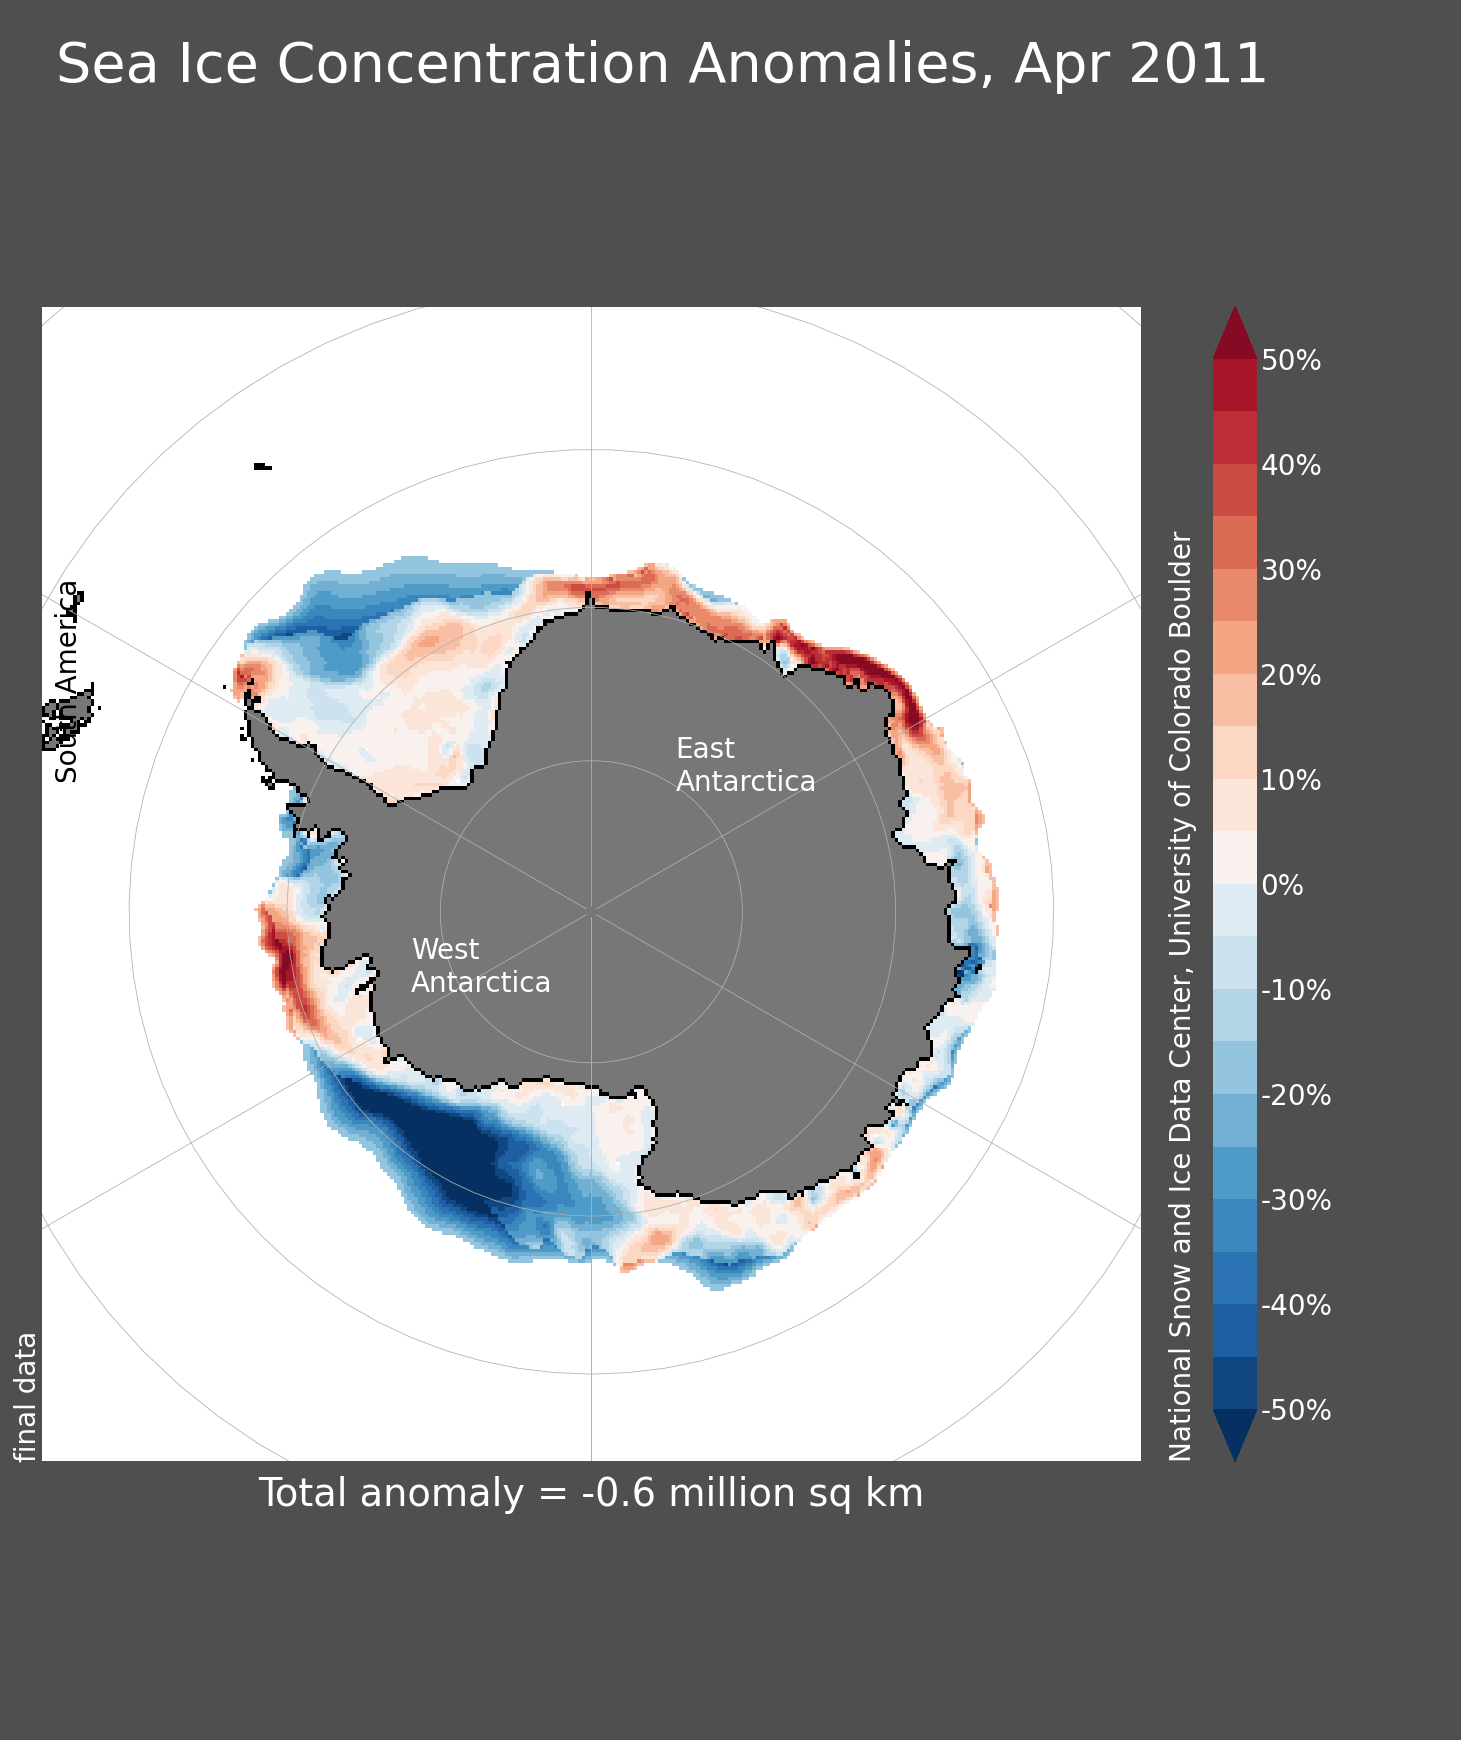 Sea Ice Concentration Anomalies, Apr 2011
South America
East
Antarctica
West
Antarctica
final data
Total anomaly = -0.6 million sq km
National Snow and Ice Data Center, University of Colorado Boulder
50%
40%
30%
20%
10%
0%
-10%
-20%
-30%
-40%
-50%